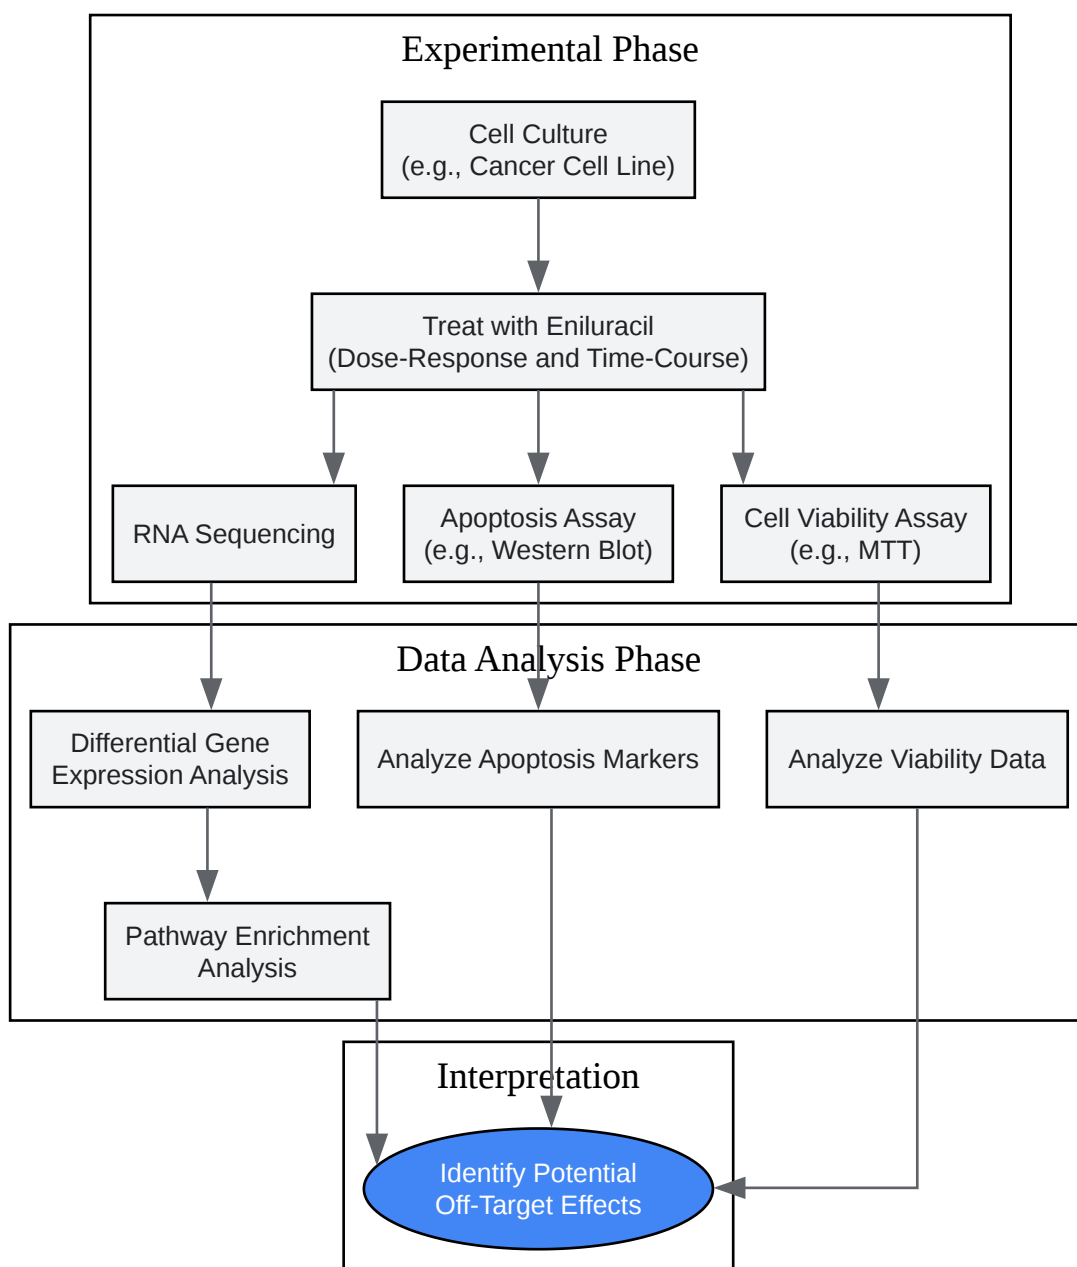 Experimental Phase
Cell Culture
(e.g., Cancer Cell Line)
Treat with Eniluracil
(Dose-Response and Time-Course)
RNA Sequencing
Apoptosis Assay
(e.g., Western Blot)
Cell Viability Assay
(e.g., MTT)
Data Analysis Phase
Differential Gene
Expression Analysis
Analyze Apoptosis Markers
Analyze Viability Data
Pathway Enrichment
Analysis
Interpretation
Identify Potential
Off-Target Effects